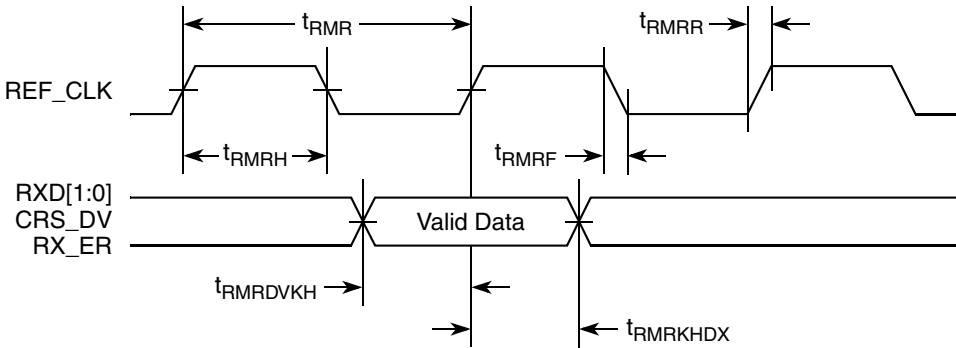 tRMR
tRMRR
REF_CLK
tRMRH
tRMRF
RXD[1:0]
CRS_DV
RX_ER
Valid Data
tRMRDVKH
tRMRKHDX